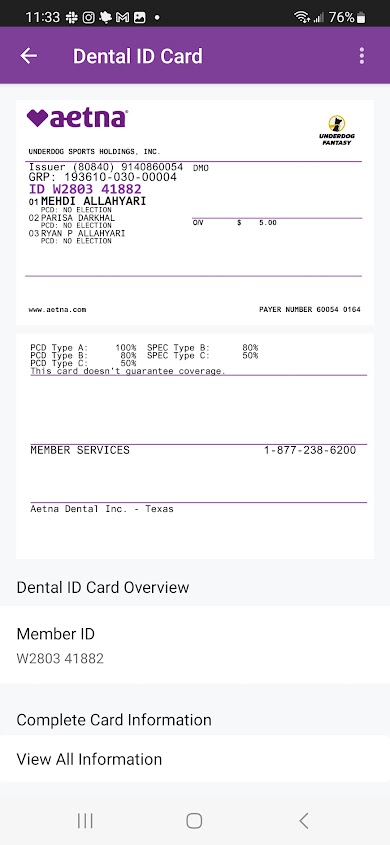 11:33 76%
Dental ID Card
aetna
UNDERDOG
FANTASY
UNDERDOG SPORTS HOLDINGS, INC.
Issuer (80840) 9140860054 DMO
GRP: 193610-030-00004
ID W2803 41882
01 MEHDI ALLAHYARI
PCD: NO ELECTION
02 PARISA DARKHAL
PCD: NO ELECTION
O/V $ 5.00
03 RYAN P ALLAHYARI
PCD: NO ELECTION
www.aetna.com PAYER NUMBER 60054 0164
PCD Type A: 100% SPEC Type B: 80%
PCD Type B: 80% SPEC Type C: 50%
PCD Type C: 50%
This card doesn't guarantee coverage.
MEMBER SERVICES 1-877-238-6200
Aetna Dental Inc. - Texas
Dental ID Card Overview
Member ID
W2803 41882
Complete Card Information
View All Information